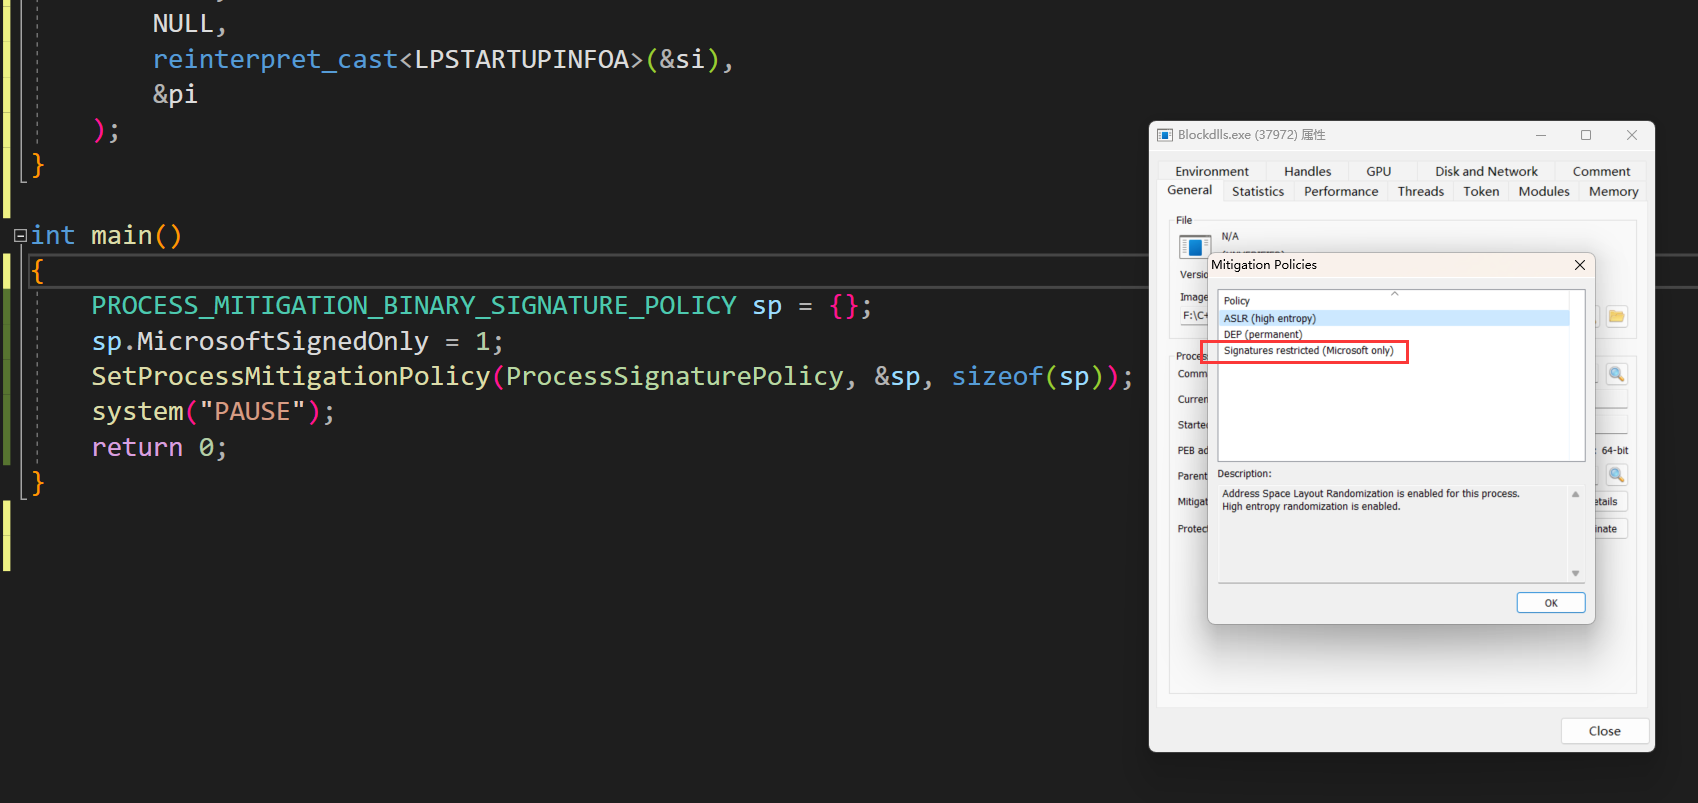 NULL,
reinterpret_cast<LPSTARTUPINFOA>(&si),
&pi
);
}
int main()
{
PROCESS_MITIGATION_BINARY_SIGNATURE_POLICY sp = {};
sp.MicrosoftSignedOnly = 1;
SetProcessMitigationPolicy(ProcessSignaturePolicy, &sp, sizeof(sp));
system("PAUSE");
return 0;
}
Blockdlls.exe (37972) 属性
Environment Handles GPU Disk and Network Comment
General Statistics Performance Threads Token Modules Memory
File
N/A
Versio
Image
F:\C+
Proces
Comm
Curren
Started
PEB ad
64-bit
Parent
Mitigat
etails
Protec
inate
Close
Mitigation Policies
Policy
ASLR (high entropy)
DEP (permanent)
Signatures restricted (Microsoft only)
Description:
Address Space Layout Randomization is enabled for this process.
High entropy randomization is enabled.
OK